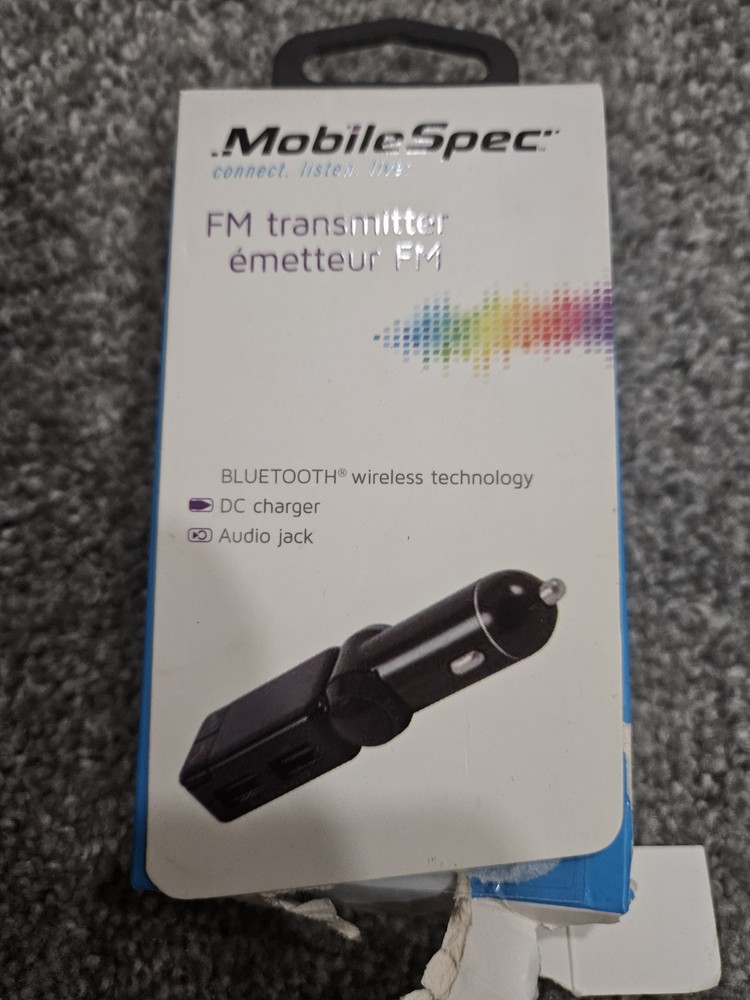 MobileSpec
connect. listen. live.
FM transmitter
émetteur FM
BLUETOOTH® wireless technology
DC charger
Audio jack